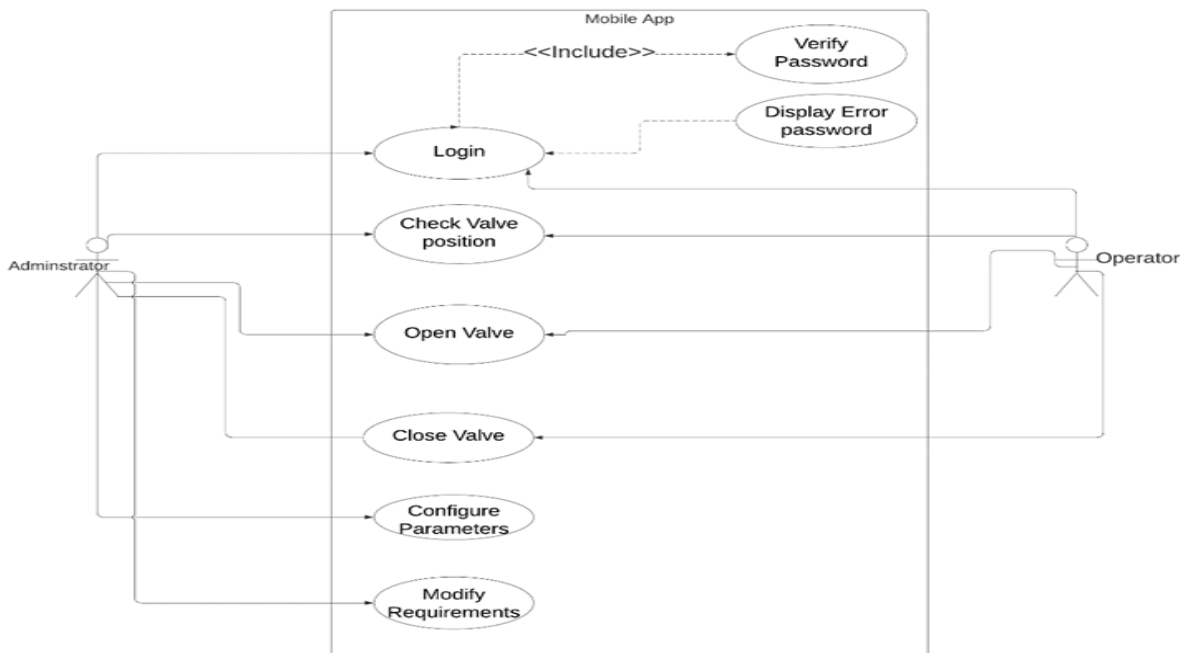 Mobile App
<<Include>>
Verify
Password
Display Error
password
Login
Check Valve
position
Adminstrator
Operator
Open Valve
Close Valve
Configure
Parameters
Modify
Requirements